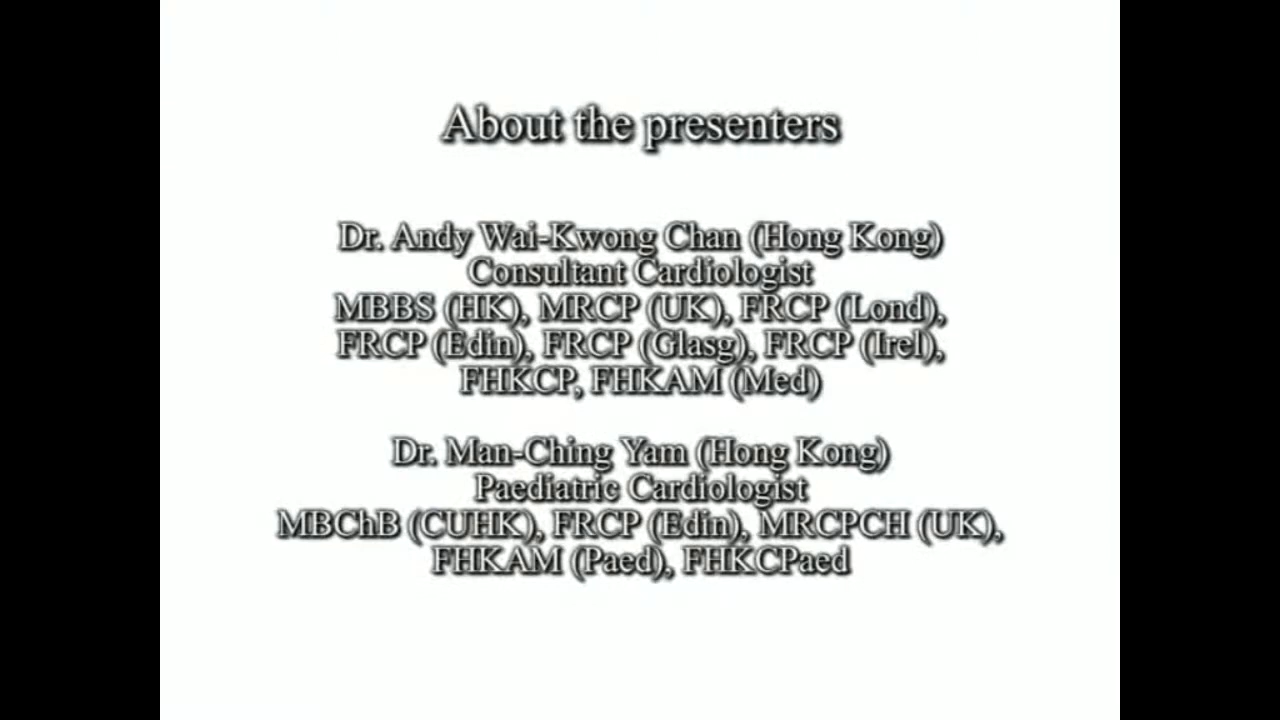 About the presenters
Dr. Andy Wai-Kwong Chan (Hong Kong)
Consultant Cardiologist
MBBS (HK), MRCP (UK), FRCP (Lond),
FRCP (Edin), FRCP (Glasg), FRCP (Irel),
FHKCP, FHKAM (Med)
Dr. Man-Ching Yam (Hong Kong)
Paediatric Cardiologist
MBChB (CUHK), FRCP (Edin), MRCPCH (UK),
FHKAM (Paed), FHKCPaed